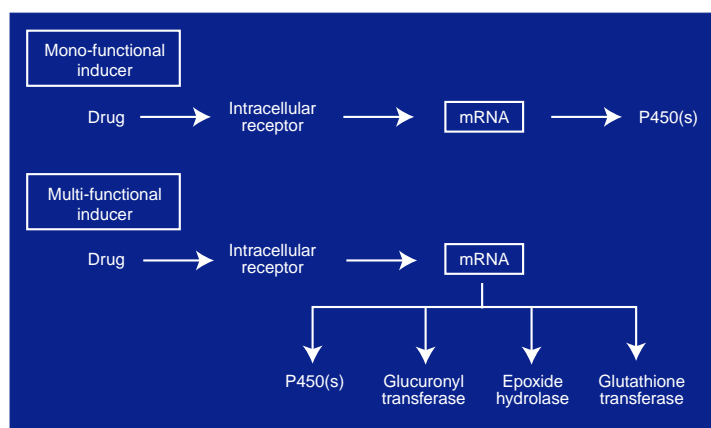 Mono-functional
inducer
Drug
Intracellular
receptor
mRNA
P450(s)
Multi-functional
inducer
Drug
Intracellular
receptor
mRNA
P450(s)
Glucuronyl
transferase
Epoxide
hydrolase
Glutathione
transferase